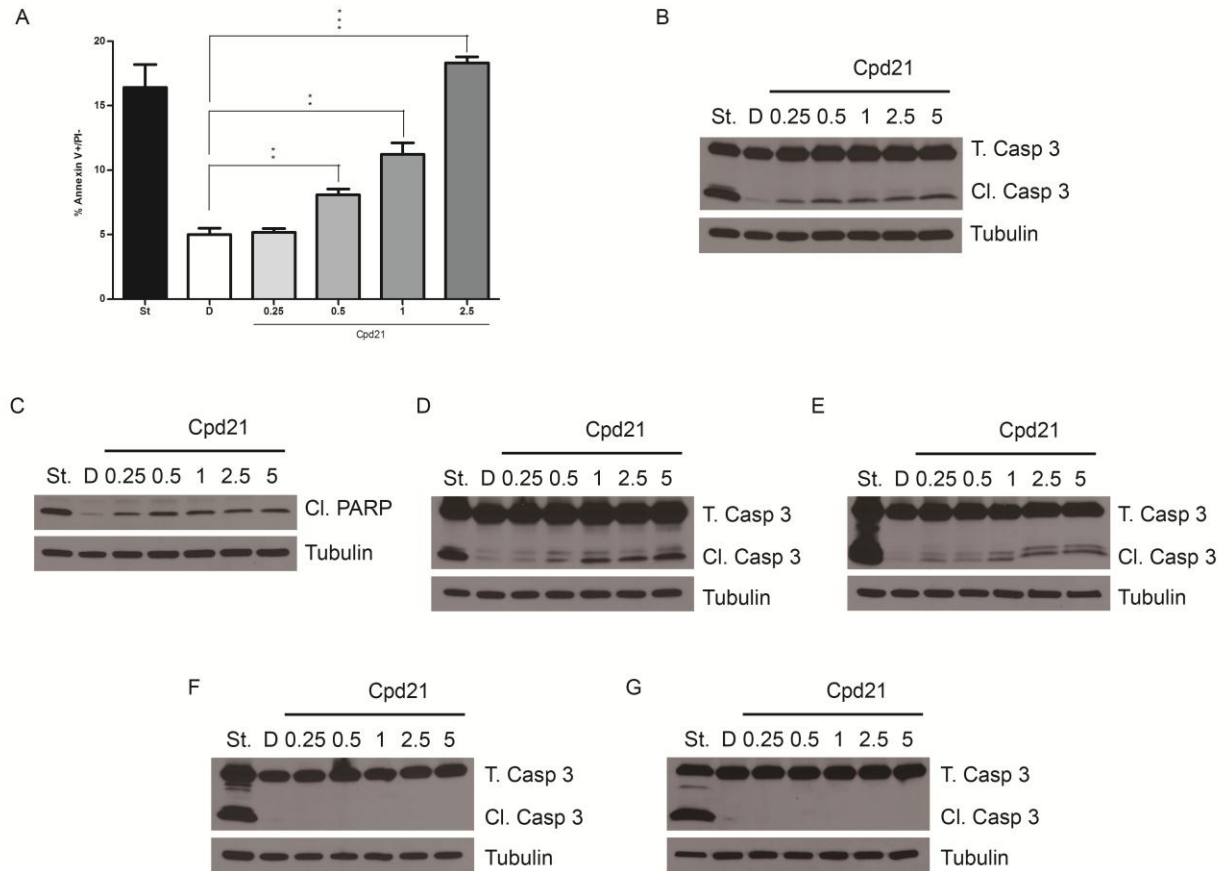 A
% Annexin V+/PI-
20
15
10
5
0
***
**
**
St D 0.25 0.5 1 2.5
Cpd21
B
Cpd21
St. D 0.25 0.5 1 2.5 5
T. Casp 3
Cl. Casp 3
Tubulin
C
Cpd21
St. D 0.25 0.5 1 2.5 5
Cl. PARP
Tubulin
D
Cpd21
St. D 0.25 0.5 1 2.5 5
T. Casp 3
Cl. Casp 3
Tubulin
E
Cpd21
St. D 0.25 0.5 1 2.5 5
T. Casp 3
Cl. Casp 3
Tubulin
F
Cpd21
St. D 0.25 0.5 1 2.5 5
T. Casp 3
Cl. Casp 3
Tubulin
G
Cpd21
St. D 0.25 0.5 1 2.5 5
T. Casp 3
Cl. Casp 3
Tubulin